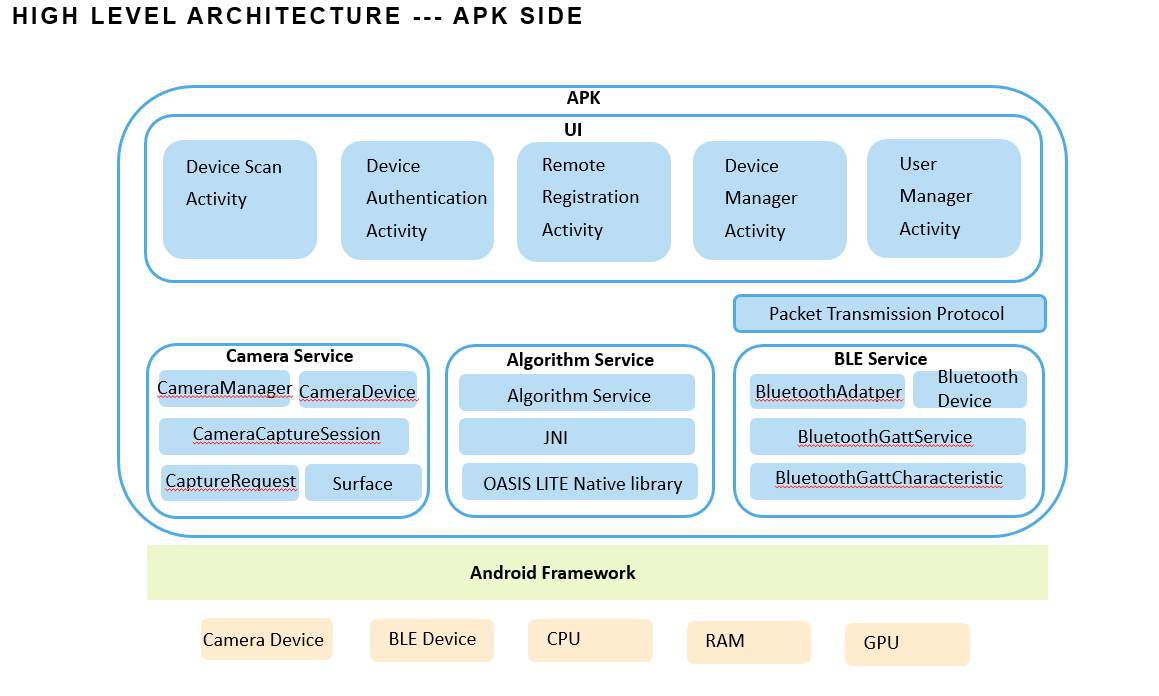 HIGH LEVEL ARCHITECTURE --- APK SIDE
APK
UI
Device Scan
Activity
Device
Authentication
Activity
Remote
Registration
Activity
Device
Manager
Activity
User
Manager
Activity
Packet Transmission Protocol
Camera Service
CameraManager
CameraDevice
CameraCaptureSession
CaptureRequest
Surface
Algorithm Service
Algorithm Service
JNI
OASIS LITE Native library
BLE Service
BluetoothAdatper
Bluetooth
Device
BluetoothGattService
BluetoothGattCharacteristic
Android Framework
Camera Device
BLE Device
CPU
RAM
GPU